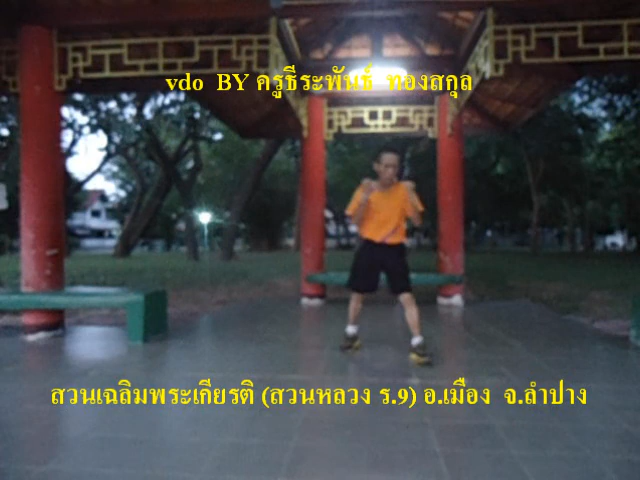 vdo BY ครูธีระพันธ์ ทองสกุล
สวนเฉลิมพระเกียรติ (สวนหลวง ร.9) อ.เมือง จ.ลำปาง